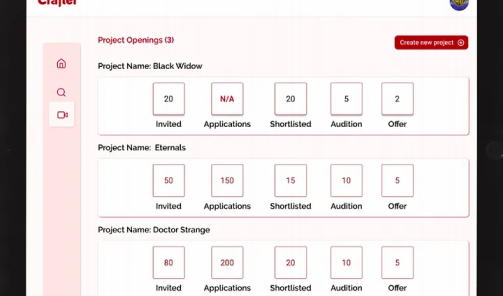 Crafter
Project Openings (3)
Create new project
Project Name: Black Widow
20 N/A 20 5 2
Invited Applications Shortlisted Audition Offer
Project Name: Eternals
50 150 15 10 5
Invited Applications Shortlisted Audition Offer
Project Name: Doctor Strange
80 200 20 10 5
Invited Applications Shortlisted Audition Offer